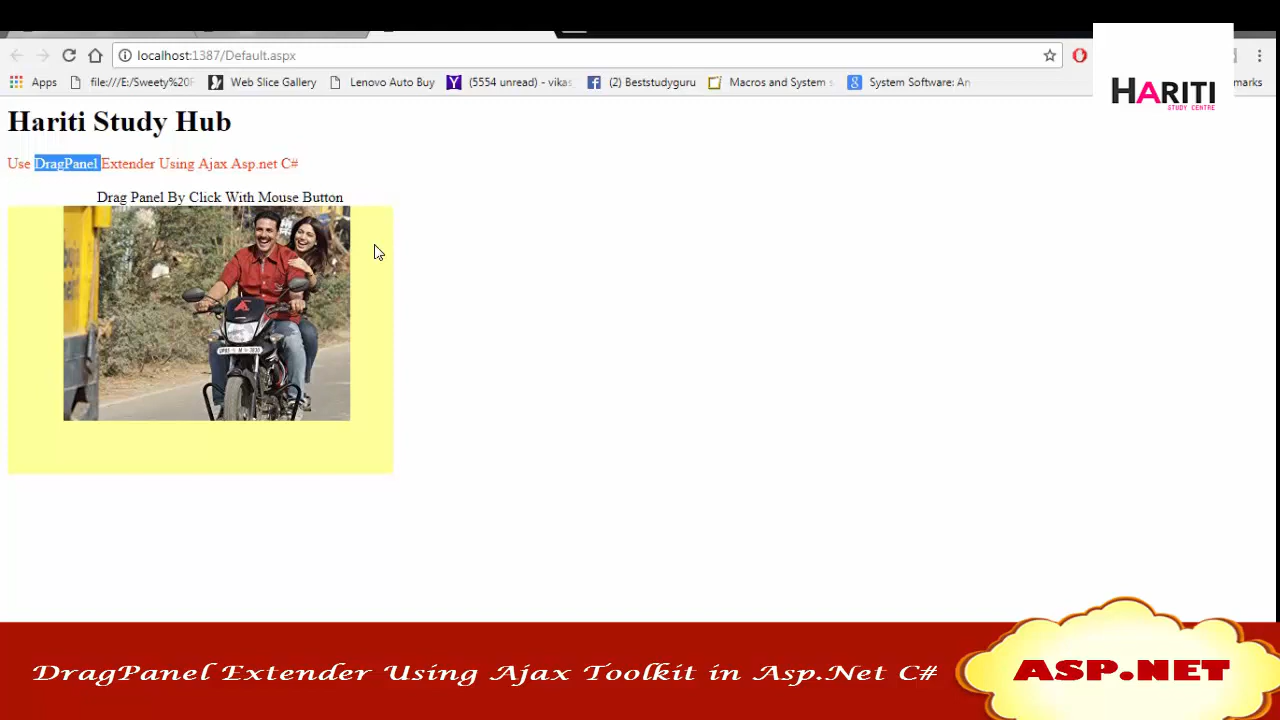 localhost:1387/Default.aspx
Apps file:///E:/Sweety%20F Web Slice Gallery Lenovo Auto Buy (5554 unread) - vikas (2) Beststudyguru Macros and System System Software: An marks
HARITI
STUDY CENTRE
Hariti Study Hub
Use DragPanel Extender Using Ajax Asp.net C#
Drag Panel By Click With Mouse Button
DragPanel Extender Using Ajax Toolkit in Asp.Net C#
ASP.NET